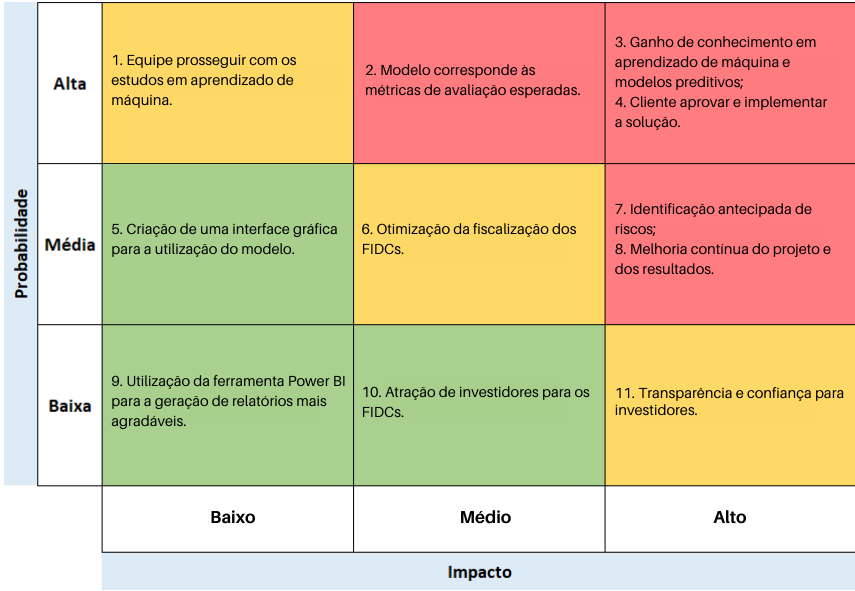 Probabilidade
Alta
1. Equipe prosseguir com os
estudos em aprendizado de
máquina.
2. Modelo corresponde às
métricas de avaliação esperadas.
3. Ganho de conhecimento em
aprendizado de máquina e
modelos preditivos;
4. Cliente aprovar e implementar
a solução.
Média
5. Criação de uma interface gráfica
para a utilização do modelo.
6. Otimização da fiscalização dos
FIDCs.
7. Identificação antecipada de
riscos;
8. Melhoria contínua do projeto e
dos resultados.
Baixa
9. Utilização da ferramenta Power BI
para a geração de relatórios mais
agradáveis.
10. Atração de investidores para os
FIDCs.
11. Transparência e confiança para
investidores.
Baixo
Médio
Alto
Impacto